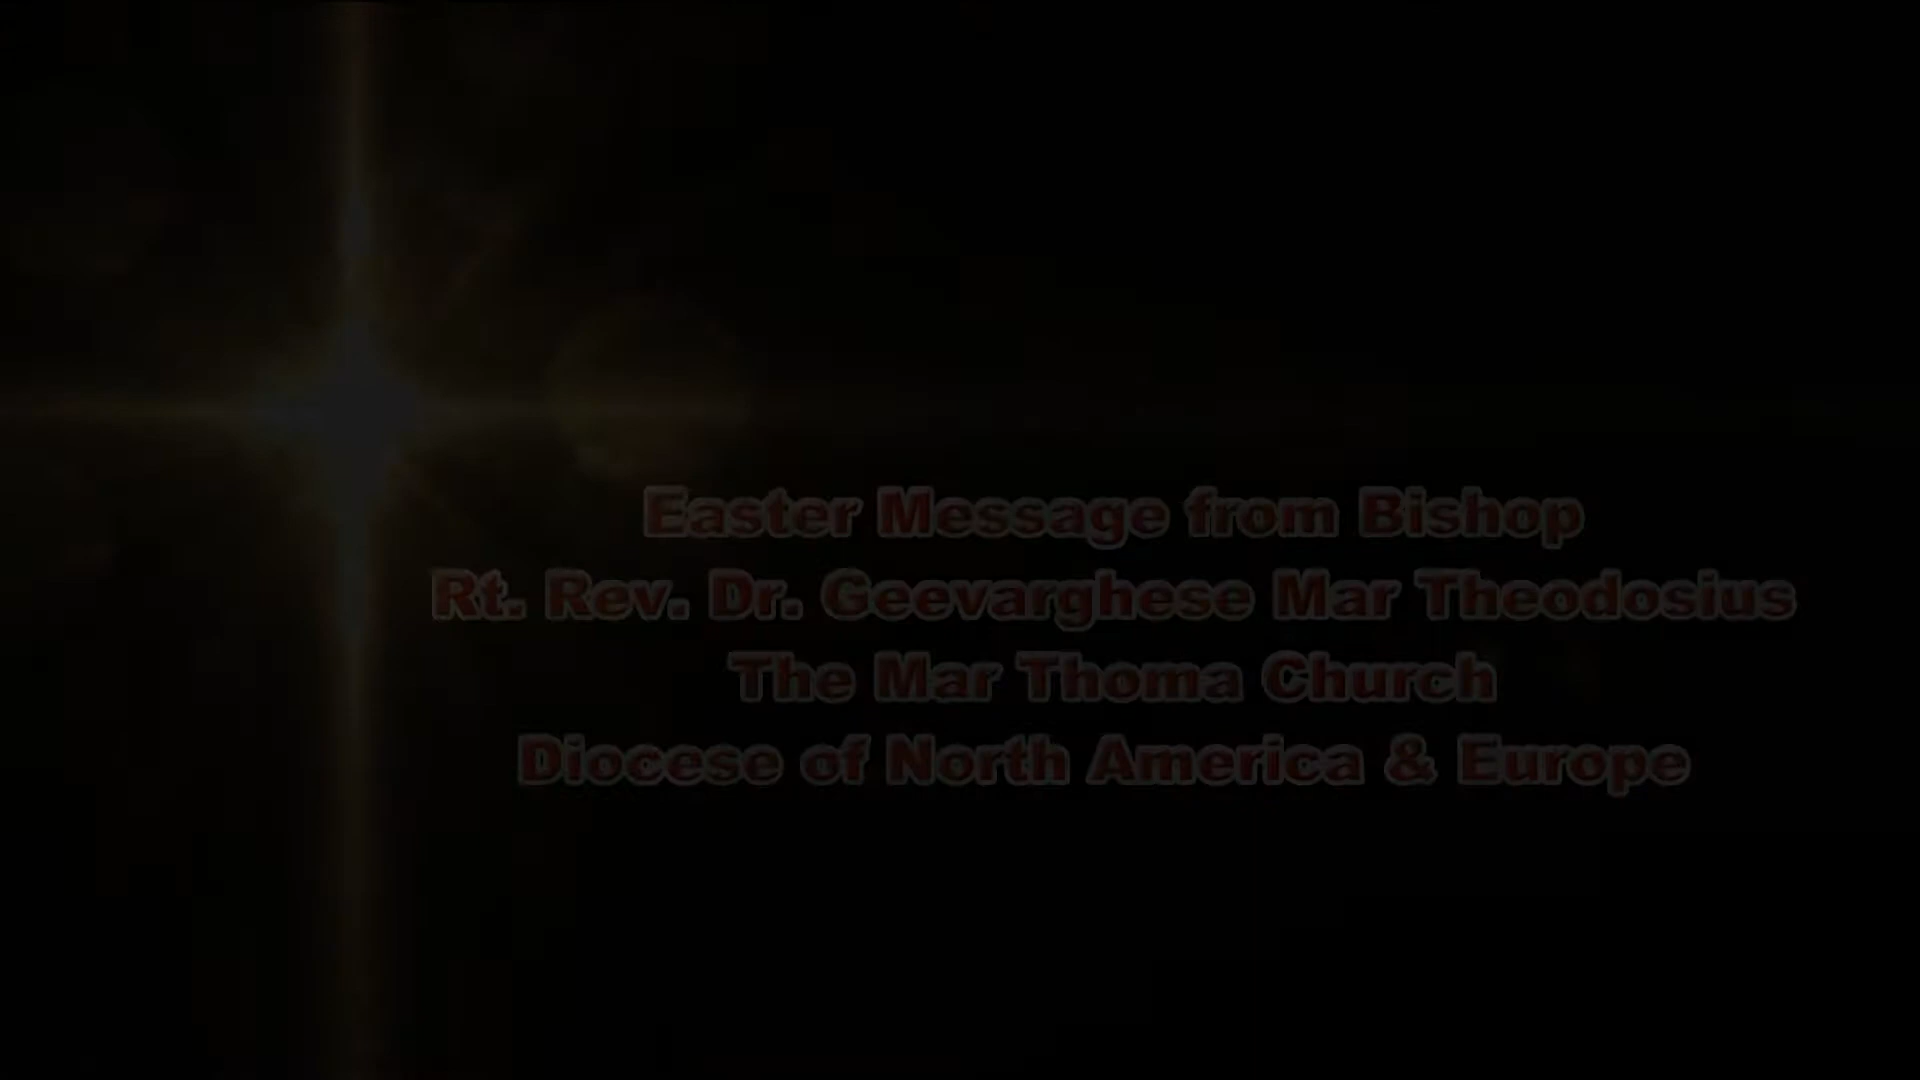 Easter Message from Bishop
Rt. Rev. Dr. Geevarghese Mar Theodosius
The Mar Thoma Church
Diocese of North America & Europe